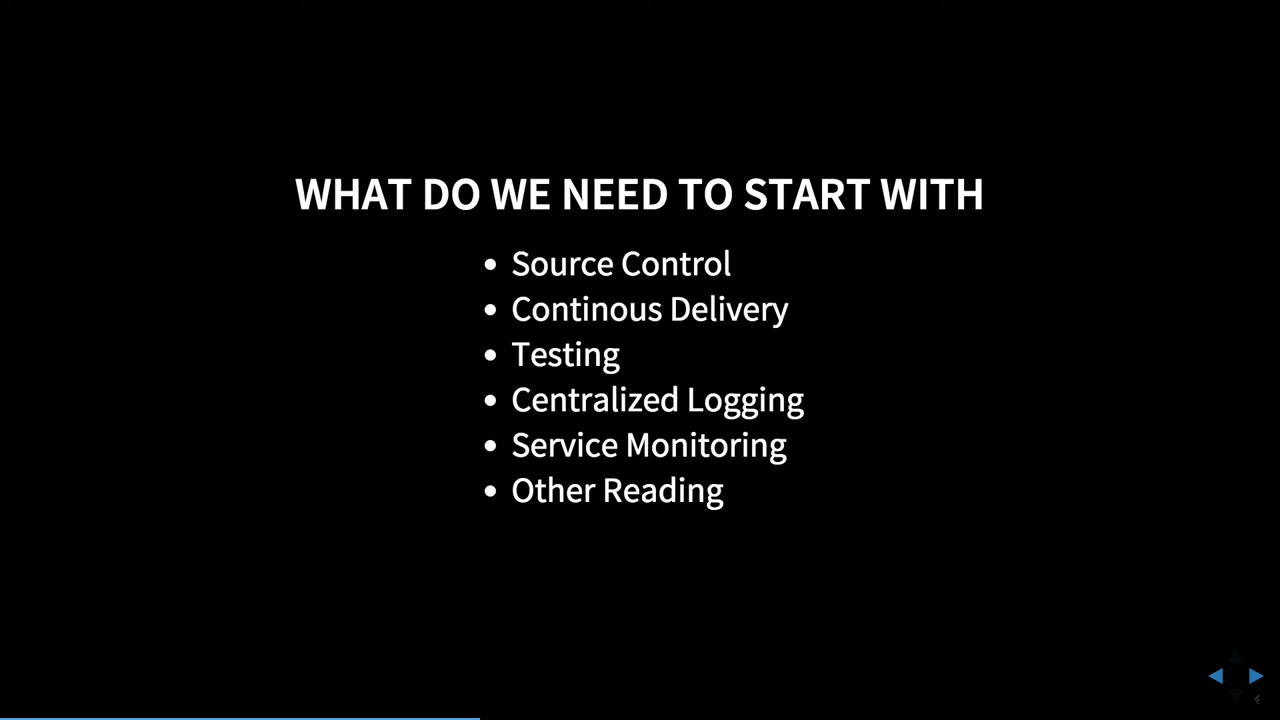 WHAT DO WE NEED TO START WITH
Source Control
Continous Delivery
Testing
Centralized Logging
Service Monitoring
Other Reading